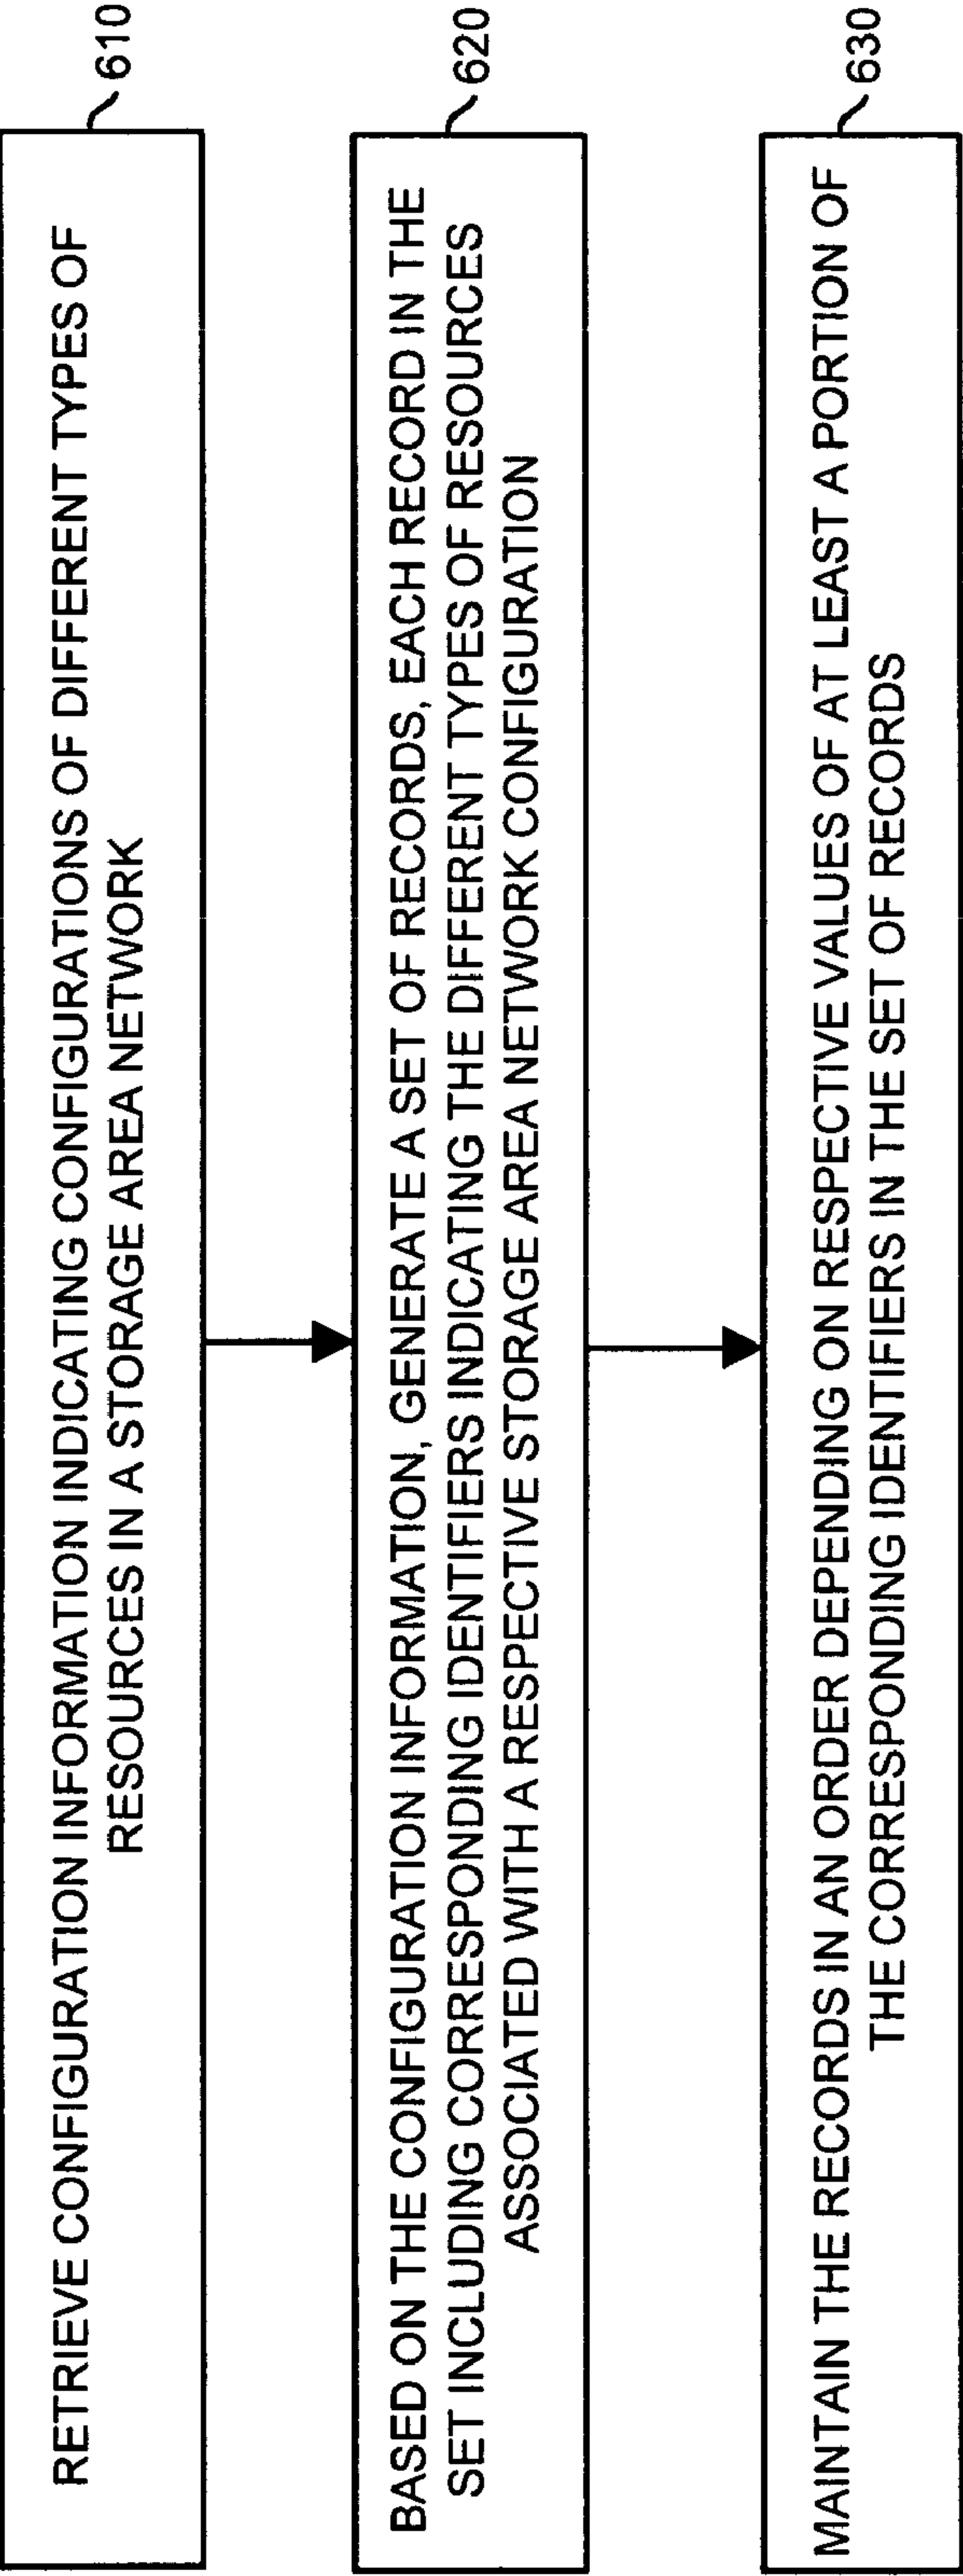 RETRIEVE CONFIGURATION INFORMATION INDICATING CONFIGURATIONS OF DIFFERENT TYPES OF
RESOURCES IN A STORAGE AREA NETWORK
610
BASED ON THE CONFIGURATION INFORMATION, GENERATE A SET OF RECORDS, EACH RECORD IN THE
SET INCLUDING CORRESPONDING IDENTIFIERS INDICATING THE DIFFERENT TYPES OF RESOURCES
ASSOCIATED WITH A RESPECTIVE STORAGE AREA NETWORK CONFIGURATION
620
MAINTAIN THE RECORDS IN AN ORDER DEPENDING ON RESPECTIVE VALUES OF AT LEAST A PORTION OF
THE CORRESPONDING IDENTIFIERS IN THE SET OF RECORDS
630